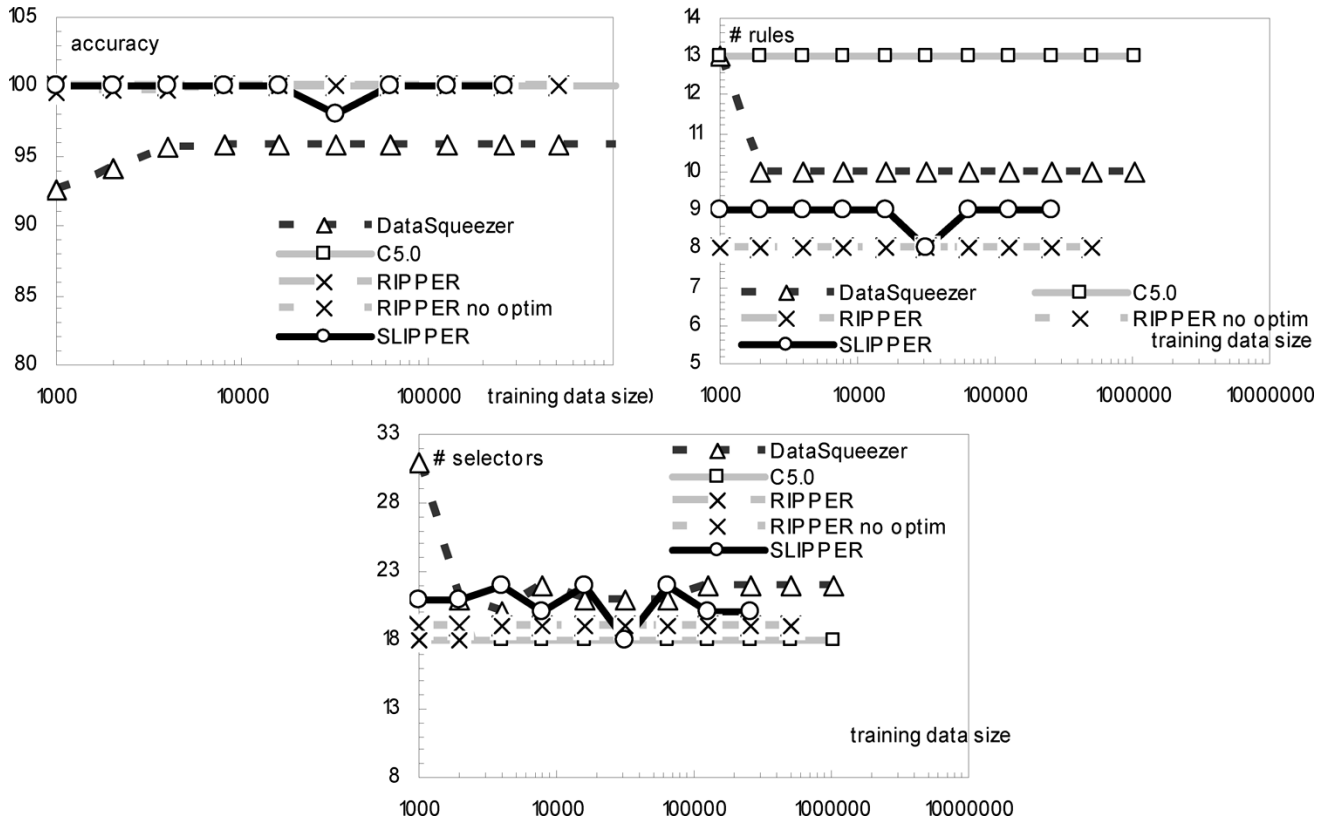 105
accuracy
100
95
90
85
80
DataSqueezer
C5.0
RIPPER
RIPPER no optim
SLIPPER
1000
10000
100000
training data size)
14
# rules
13
12
11
10
9
8
7
6
5
DataSqueezer
C5.0
RIPPER
RIPPER no optim
SLIPPER
training data size
1000
10000
100000
1000000
10000000
33
# selectors
28
23
18
13
8
DataSqueezer
C5.0
RIPPER
RIPPER no optim
SLIPPER
training data size
1000
10000
100000
1000000
10000000